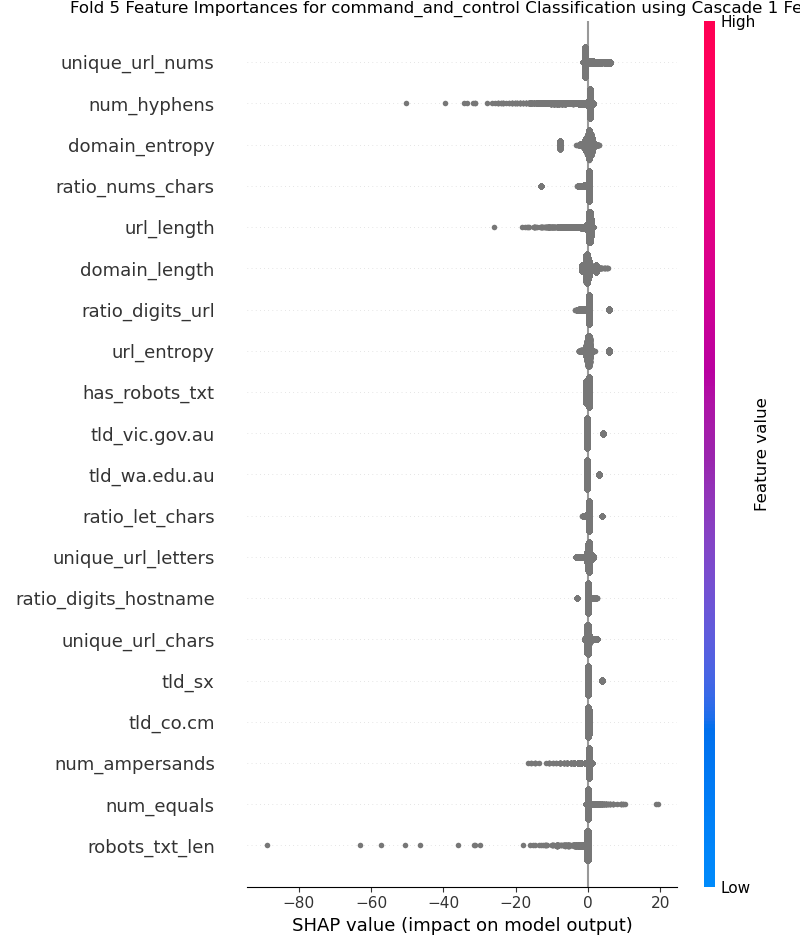 Fold 5 Feature Importances for command_and_control Classification using Cascade 1 Fe
High
unique_url_nums
num_hyphens
domain_entropy
ratio_nums_chars
url_length
domain_length
ratio_digits_url
url_entropy
has_robots_txt
tld_vic.gov.au
tld_wa.edu.au
ratio_let_chars
unique_url_letters
ratio_digits_hostname
unique_url_chars
tld_sx
tld_co.cm
num_ampersands
num_equals
robots_txt_len
Feature value
Low
−80 −60 −40 −20 0 20
SHAP value (impact on model output)